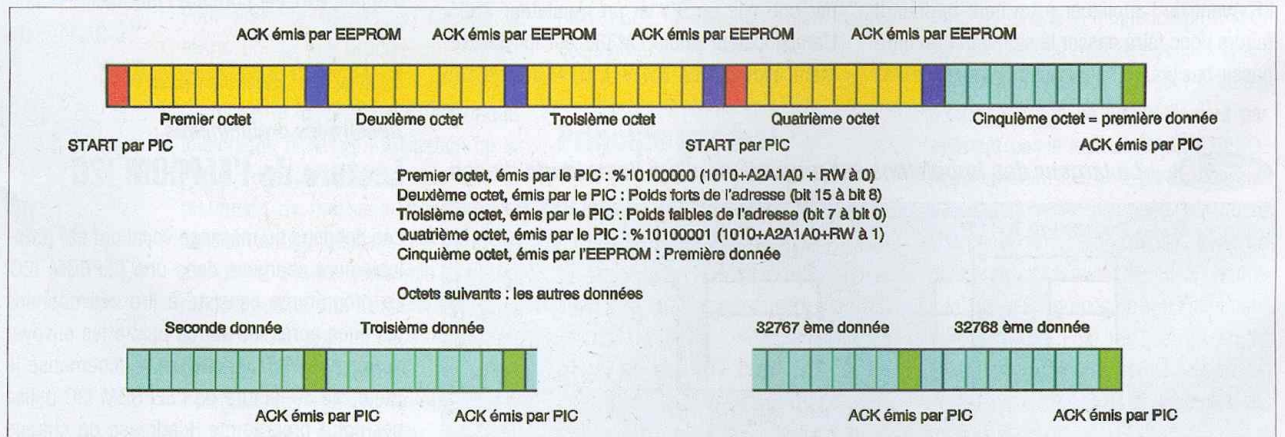 ACK émis par EEPROM ACK émis par EEPROM ACK émis par EEPROM ACK émis par EEPROM
Premier octet Deuxième octet Troisième octet Quatrième octet Cinquième octet = première donnée
START par PIC START par PIC ACK émis par PIC
Premier octet, émis par le PIC : %10100000 (1010+A2A1A0 + RW à 0)
Deuxième octet, émis par le PIC : Poids forts de l'adresse (bit 15 à bit 8)
Troisième octet, émis par le PIC : Poids faibles de l'adresse (bit 7 à bit 0)
Quatrième octet, émis par le PIC : %10100001 (1010+A2A1A0+RW à 1)
Cinquième octet, émis par l'EEPROM : Première donnée
Octets suivants : les autres données
Seconde donnée Troisième donnée 32767 ème donnée 32768 ème donnée
ACK émis par PIC ACK émis par PIC ACK émis par PIC ACK émis par PIC